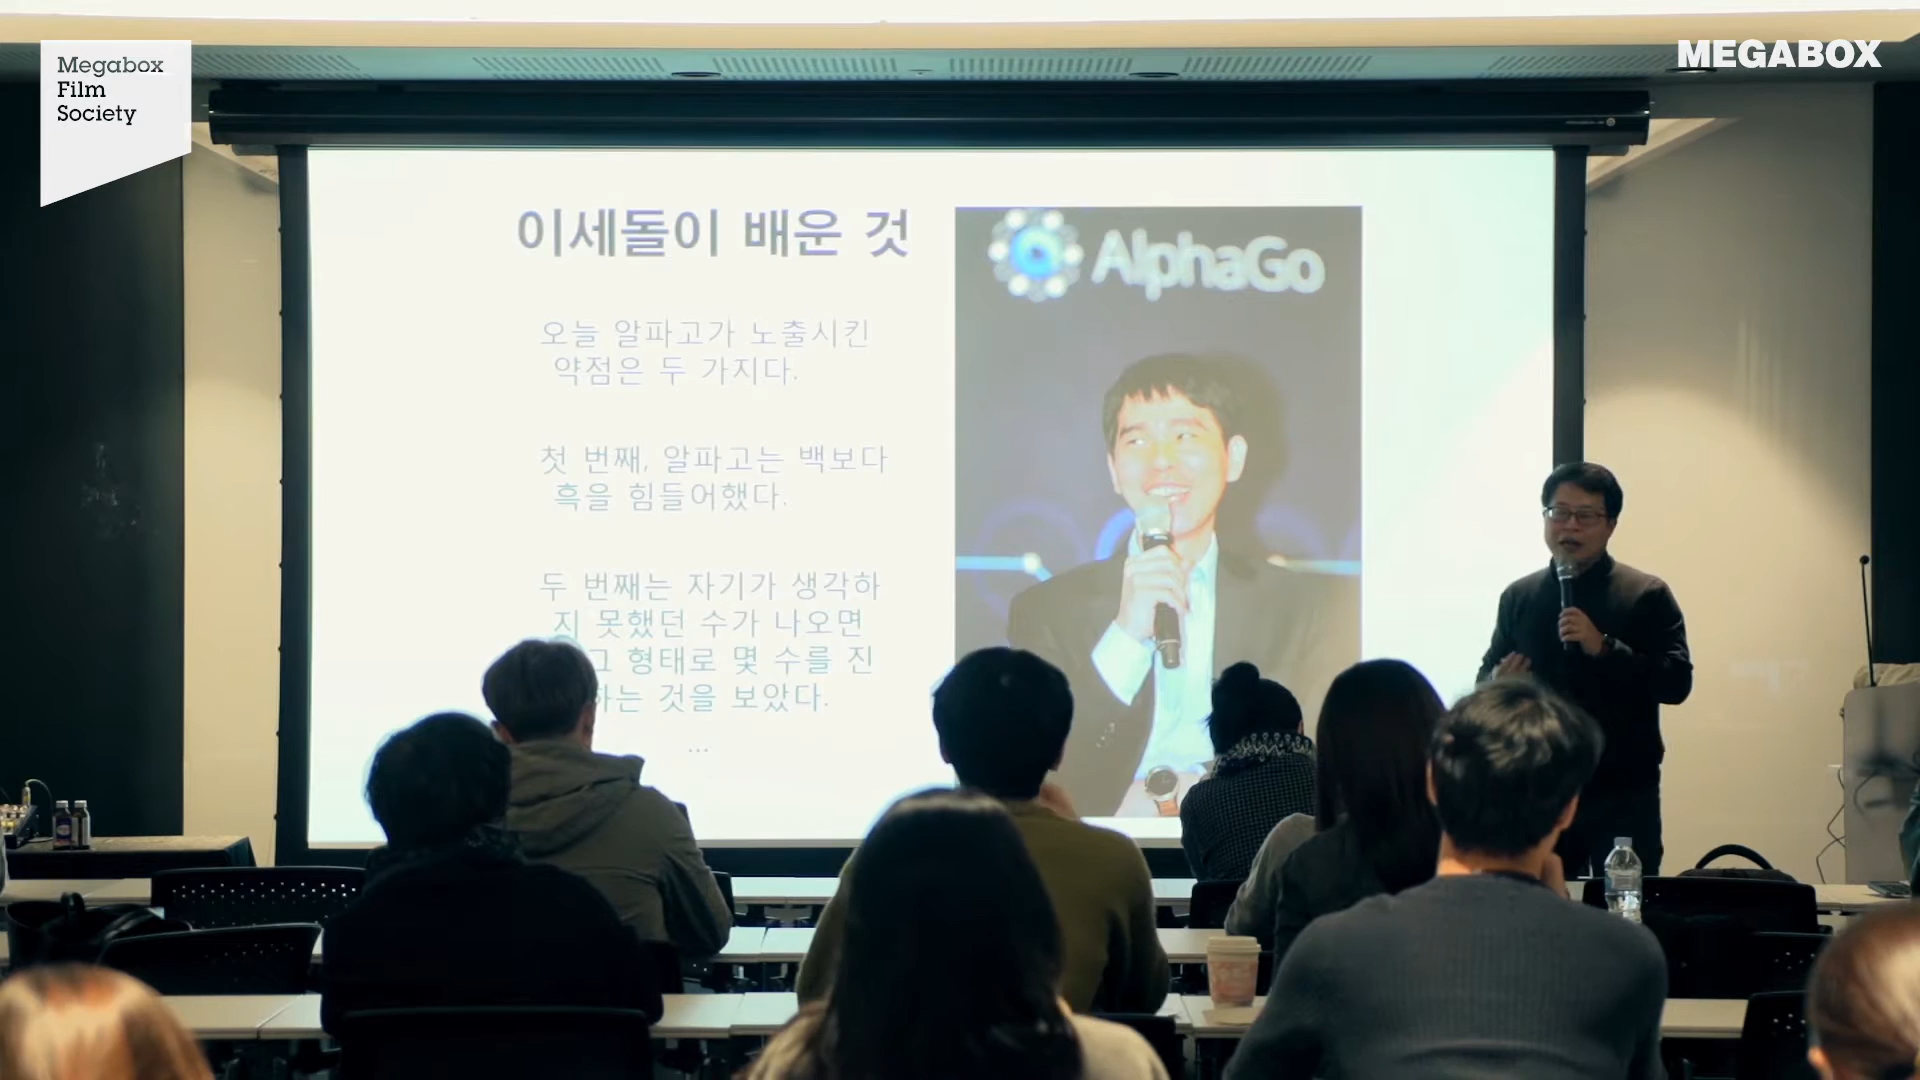 Megabox
Film
Society
MEGABOX
이세돌이 배운 것
AlphaGo
오늘 알파고가 노출시킨
약점은 두 가지다.
첫 번째, 알파고는 백보다
흑을 힘들어했다.
두 번째는 자기가 생각하
지 못했던 수가 나오면
그 형태로 몇 수를 진
하는 것을 보았다.
...